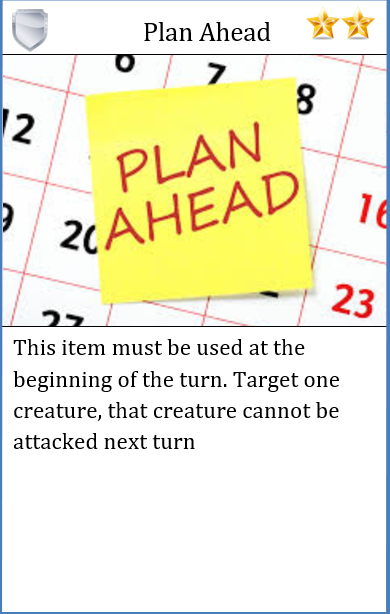 Plan Ahead
6
7
8
12
PLAN
AHEAD
9
16
20
23
27
This item must be used at the
beginning of the turn. Target one
creature, that creature cannot be
attacked next turn